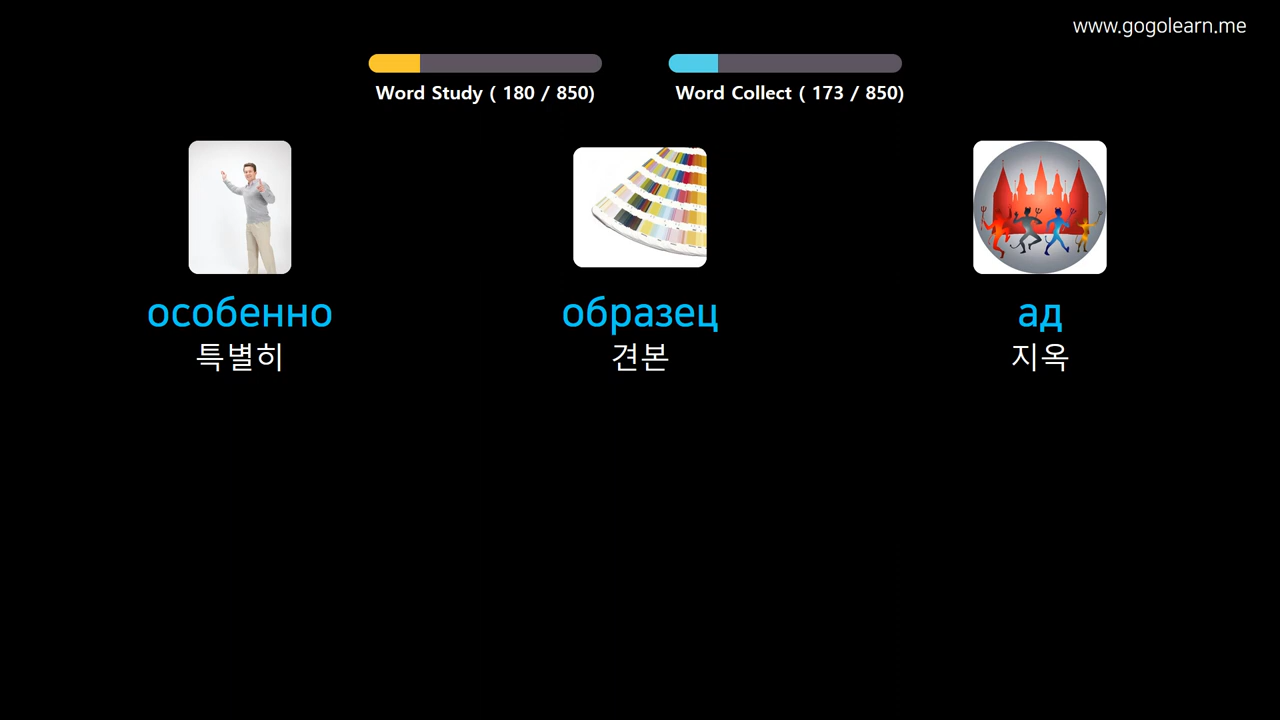 www.gogolearn.me
Word Study ( 180 / 850)
Word Collect ( 173 / 850)
особенно
образец
ад
특별히
견본
지옥